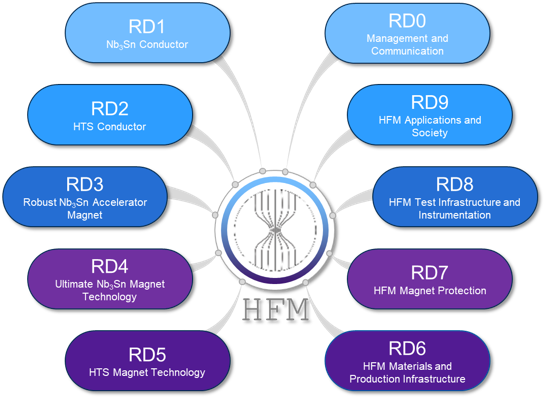 RD1
Nb₃Sn Conductor
RD0
Management and
Communication
RD2
HTS Conductor
RD9
HFM Applications and
Society
RD3
Robust Nb₃Sn Accelerator
Magnet
RD8
HFM Test Infrastructure and
Instrumentation
RD4
Ultimate Nb₃Sn Magnet
Technology
RD7
HFM Magnet Protection
HFM
RD5
HTS Magnet Technology
RD6
HFM Materials and
Production Infrastructure